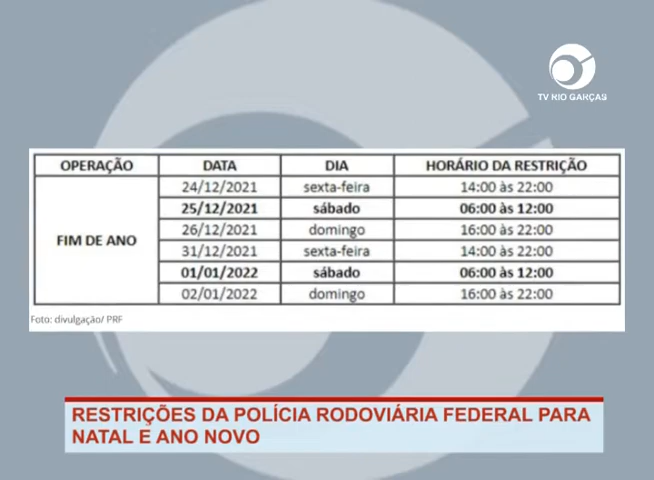 TV RIO GARÇAS
OPERAÇÃO DATA DIA HORÁRIO DA RESTRIÇÃO
24/12/2021 sexta-feira 14:00 às 22:00
25/12/2021 sábado 06:00 às 12:00
26/12/2021 domingo 16:00 às 22:00
FIM DE ANO
31/12/2021 sexta-feira 14:00 às 22:00
01/01/2022 sábado 06:00 às 12:00
02/01/2022 domingo 16:00 às 22:00
Foto: divulgação/ PRF
RESTRIÇÕES DA POLÍCIA RODOVIÁRIA FEDERAL PARA
NATAL E ANO NOVO